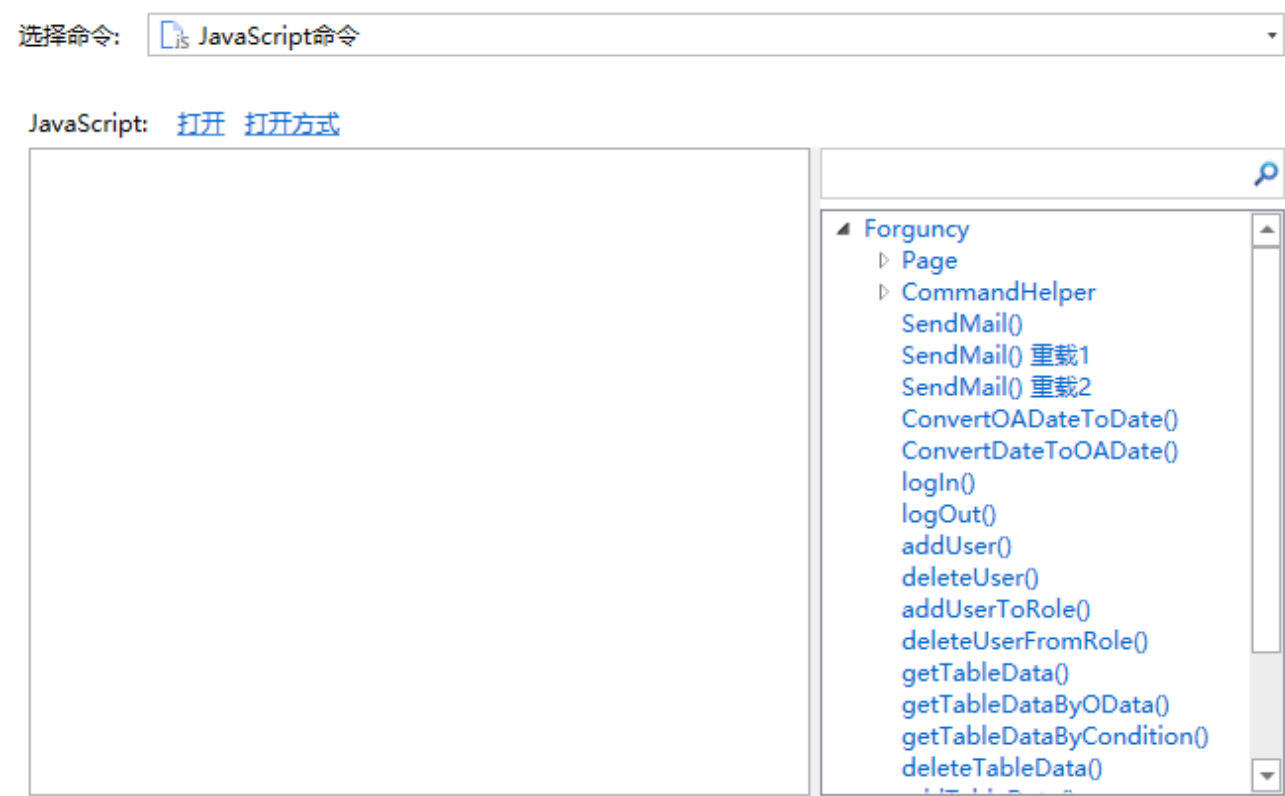 选择命令: JavaScript命令
JavaScript: 打开 打开方式
Forguncy
Page
CommandHelper
SendMail()
SendMail() 重载1
SendMail() 重载2
ConvertOADateToDate()
ConvertDateToOADate()
logIn()
logOut()
addUser()
deleteUser()
addUserToRole()
deleteUserFromRole()
getTableData()
getTableDataByOData()
getTableDataByCondition()
deleteTableData()